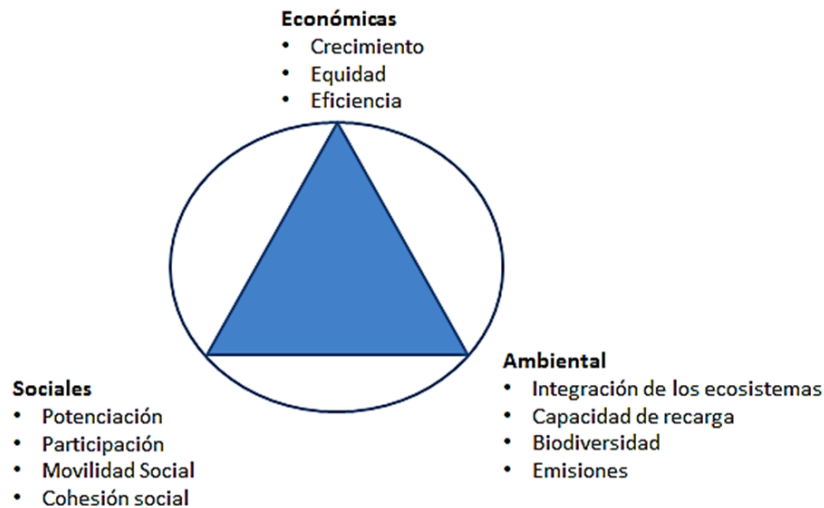 Económicas
• Crecimiento
• Equidad
• Eficiencia
Sociales
• Potenciación
• Participación
• Movilidad Social
• Cohesión social
Ambiental
• Integración de los ecosistemas
• Capacidad de recarga
• Biodiversidad
• Emisiones